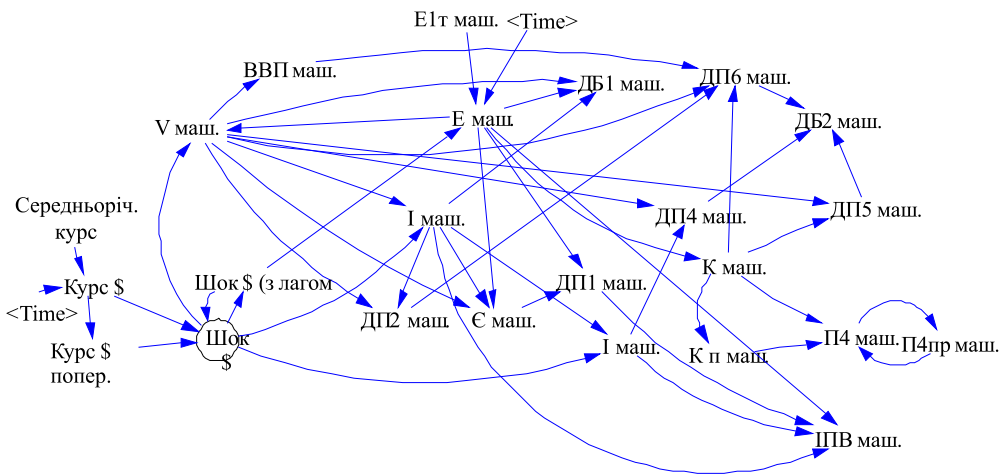 Е1т маш.
<Time>
ВВП маш.
ДП6 маш.
ДБ1 маш.
V маш.
Е маш.
ДБ2 маш.
Середньоріч.
курс
І маш.
ДП4 маш.
ДП5 маш.
Курс $
Шок $ (з лагом
ДП1 маш.
К маш.
<Time>
ДП2 маш.
Є маш.
Шок
$
Курс $
попер.
І маш.
К п маш.
П4 маш.
П4пр маш.
ІПВ маш.